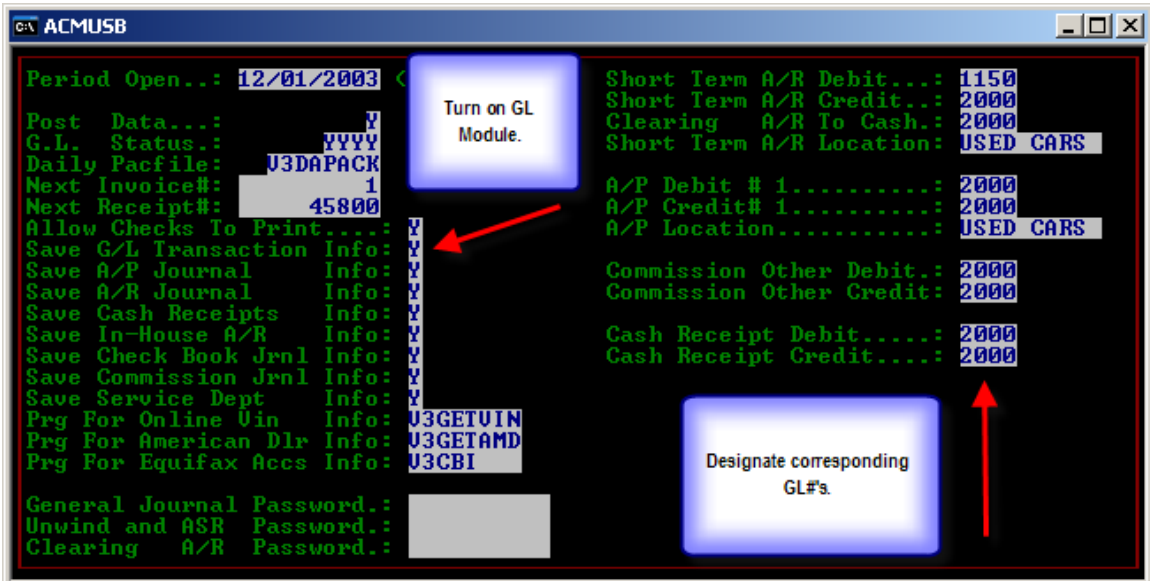 ACMUSB
Period Open..: 12/01/2003 (
Post Data...: Y
G.L. Status.: YYYY
Daily Pacfile: V3DAPACK
Next Invoice#: 1
Next Receipt#: 45800
Allow Checks To Print....: Y
Save G/L Transaction Info: Y
Save A/P Journal Info: Y
Save A/R Journal Info: Y
Save Cash Receipts Info: Y
Save In-House A/R Info: Y
Save Check Book Jrnl Info: Y
Save Commission Jrnl Info: Y
Save Service Dept Info: Y
Prg For Online Vin Info: V3GETVIN
Prg For American Dlr Info: V3GETAMD
Prg For Equifax Accs Info: V3CBI
General Journal Password.:
Unwind and ASR Password.:
Clearing A/R Password.:
Turn on GL
Module.
Short Term A/R Debit...: 1150
Short Term A/R Credit..: 2000
Clearing A/R To Cash.: 2000
Short Term A/R Location: USED CARS
A/P Debit # 1..........: 2000
A/P Credit# 1..........: 2000
A/P Location...........: USED CARS
Commission Other Debit.: 2000
Commission Other Credit: 2000
Cash Receipt Debit.....: 2000
Cash Receipt Credit....: 2000
Designate corresponding
GL#'s.